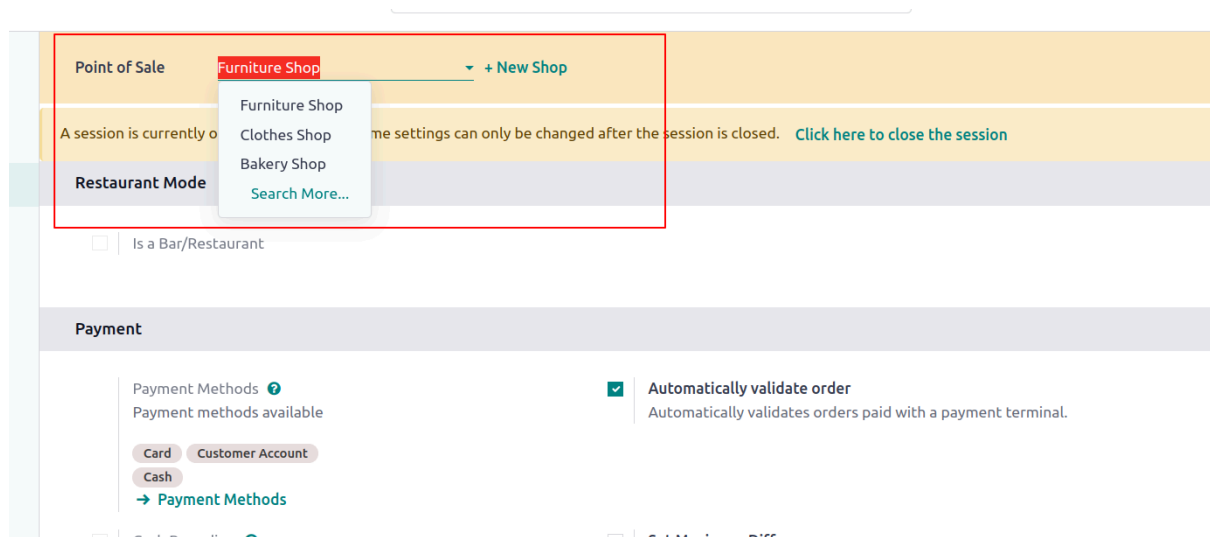 Point of Sale Furniture Shop + New Shop
Furniture Shop
A session is currently o Clothes Shop me settings can only be changed after the session is closed. Click here to close the session
Bakery Shop
Restaurant Mode
Search More...
Is a Bar/Restaurant
Payment
Payment Methods Automatically validate order
Payment methods available Automatically validates orders paid with a payment terminal.
Card Customer Account
Cash
→ Payment Methods